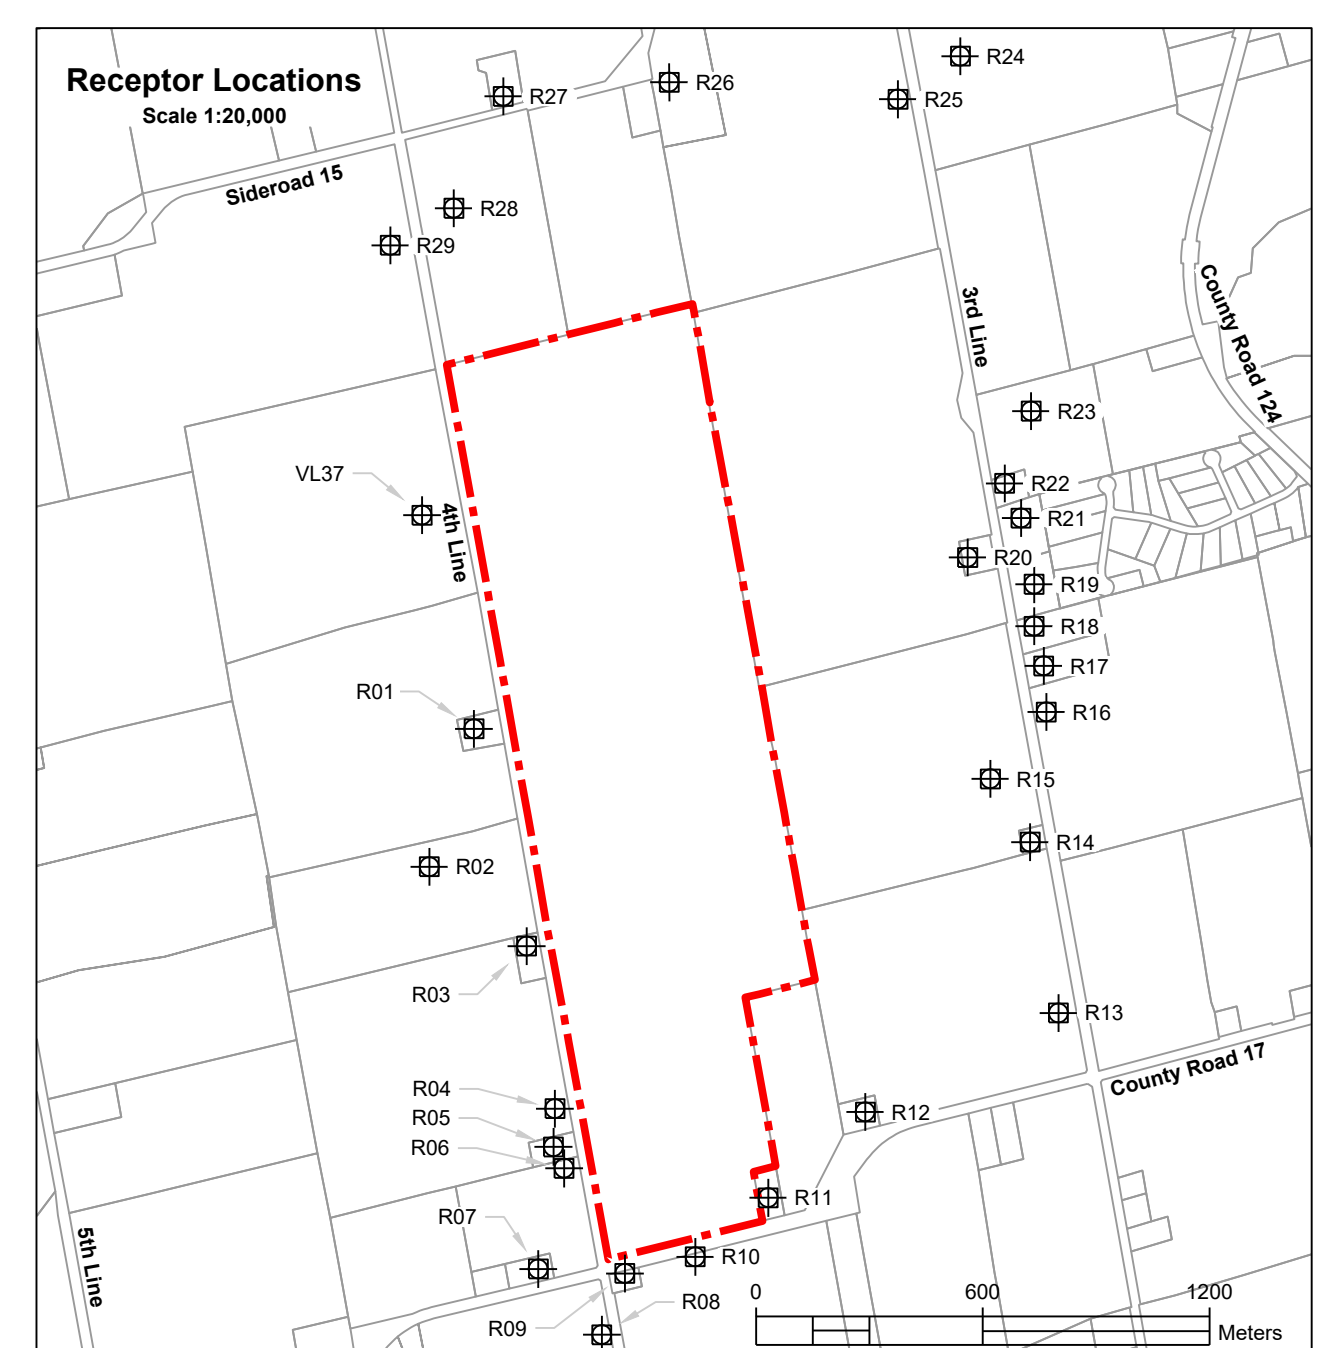 Receptor Locations
Scale 1:20,000
R24
R26
R27
R25
Sideroad 15
R28
R29
County Road 124
3rd Line
R23
VL37
R22
4th Line
R21
R20
R19
R18
R17
R01
R16
R15
R14
R02
R03
R13
County Road 17
R04
R05
R12
R06
R11
R07
5th Line
R10
R08
R09
0
600
1200
Meters